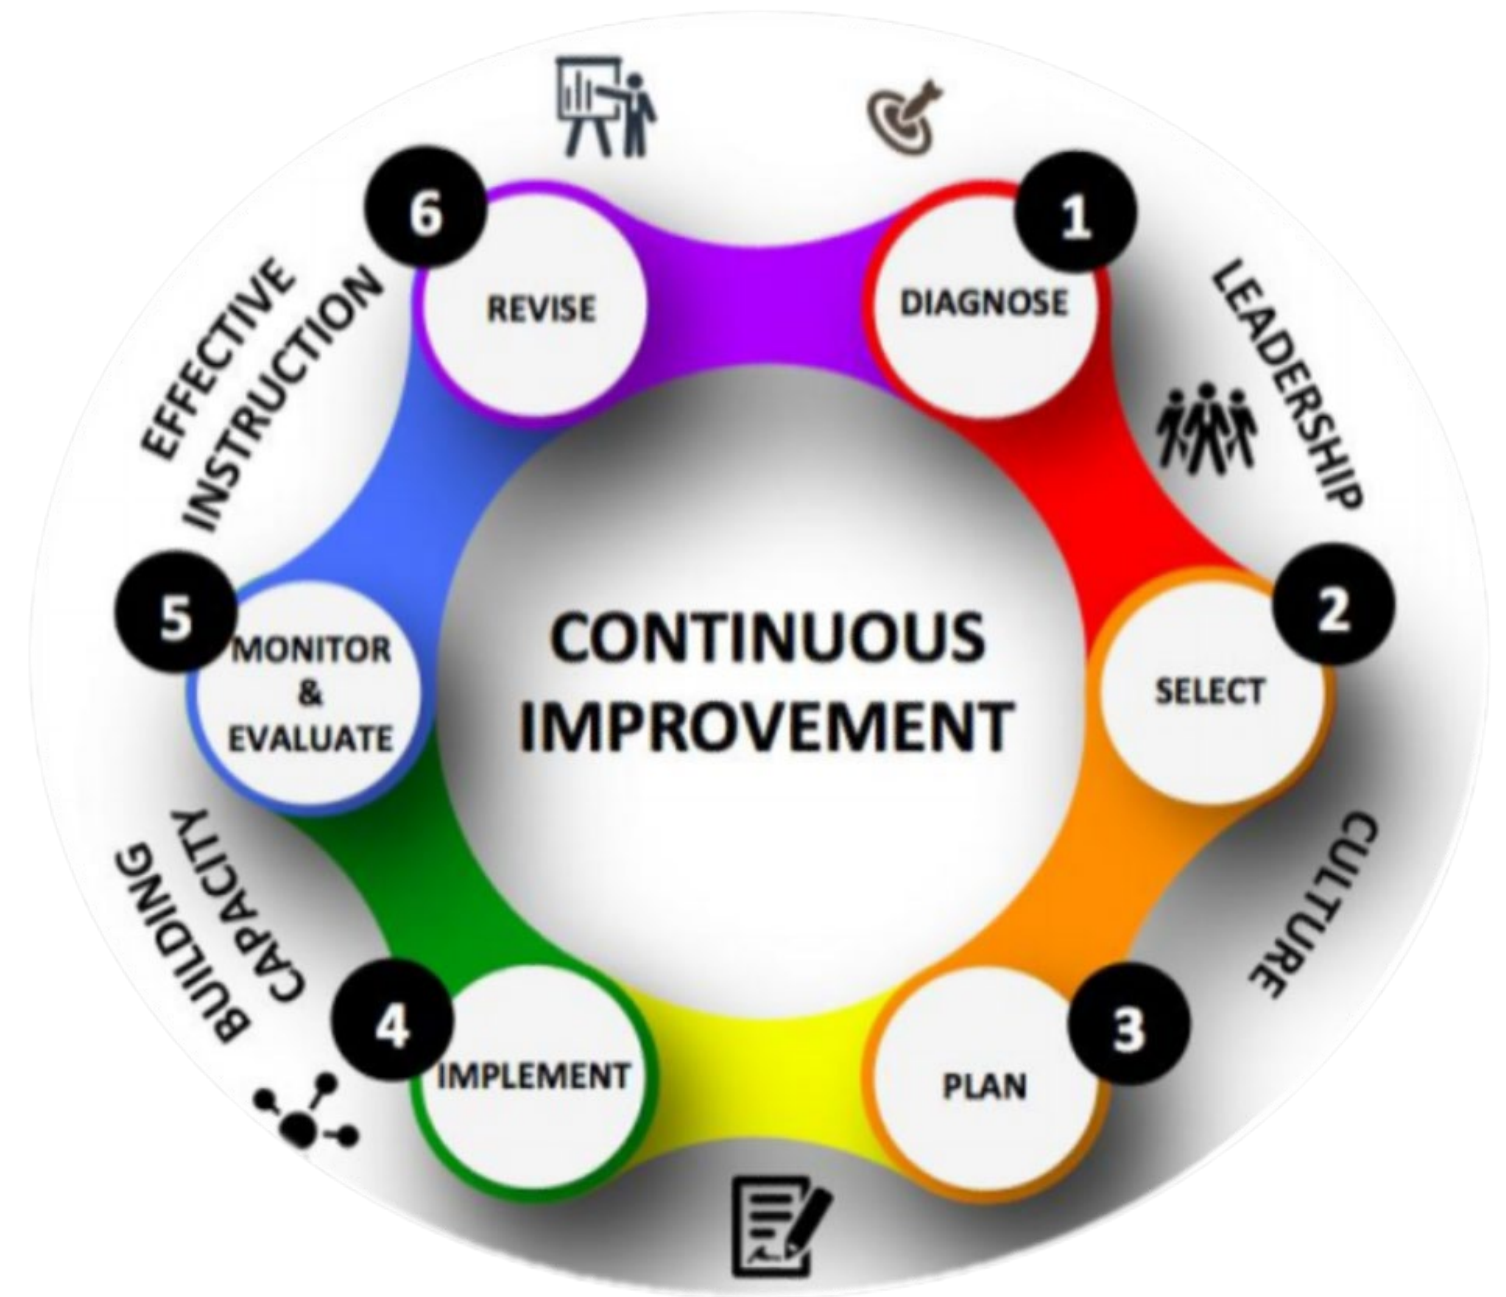 CONTINUOUS
IMPROVEMENT
1
DIAGNOSE
LEADERSHIP
2
SELECT
CULTURE
3
PLAN
4
IMPLEMENT
BUILDING
CAPACITY
5
MONITOR
&
EVALUATE
EFFECTIVE
INSTRUCTION
6
REVISE